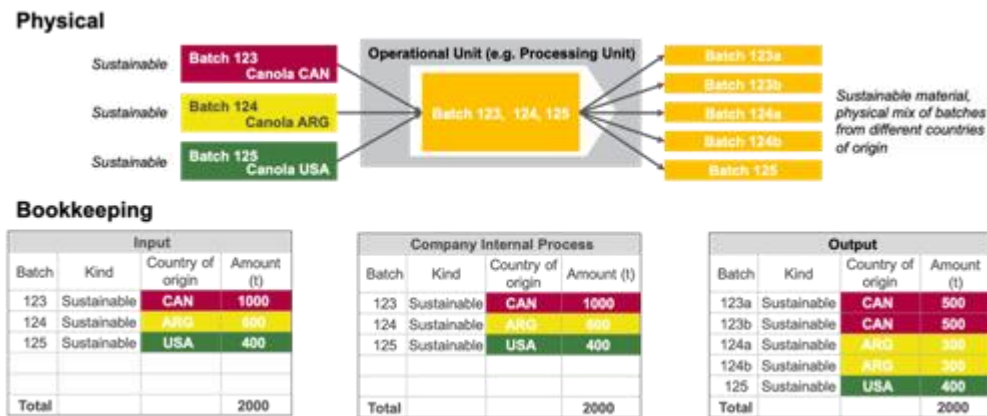 Physical
Sustainable
Batch 123
Canola CAN
Sustainable
Batch 124
Canola ARG
Sustainable
Batch 125
Canola USA
Operational Unit (e.g. Processing Unit)
Batch 123, 124, 125
Batch 123a
Batch 123b
Batch 124a
Batch 124b
Batch 125
Sustainable material,
physical mix of batches
from different countries
of origin
Bookkeeping
Input
Batch Kind Country of origin Amount (t)
123 Sustainable CAN 1000
124 Sustainable ARG 600
125 Sustainable USA 400
Total 2000
Company Internal Process
Batch Kind Country of origin Amount (t)
123 Sustainable CAN 1000
124 Sustainable ARG 600
125 Sustainable USA 400
Total 2000
Output
Batch Kind Country of origin Amount (t)
123a Sustainable CAN 500
123b Sustainable CAN 500
124a Sustainable ARG 300
124b Sustainable ARG 300
125 Sustainable USA 400
Total 2000